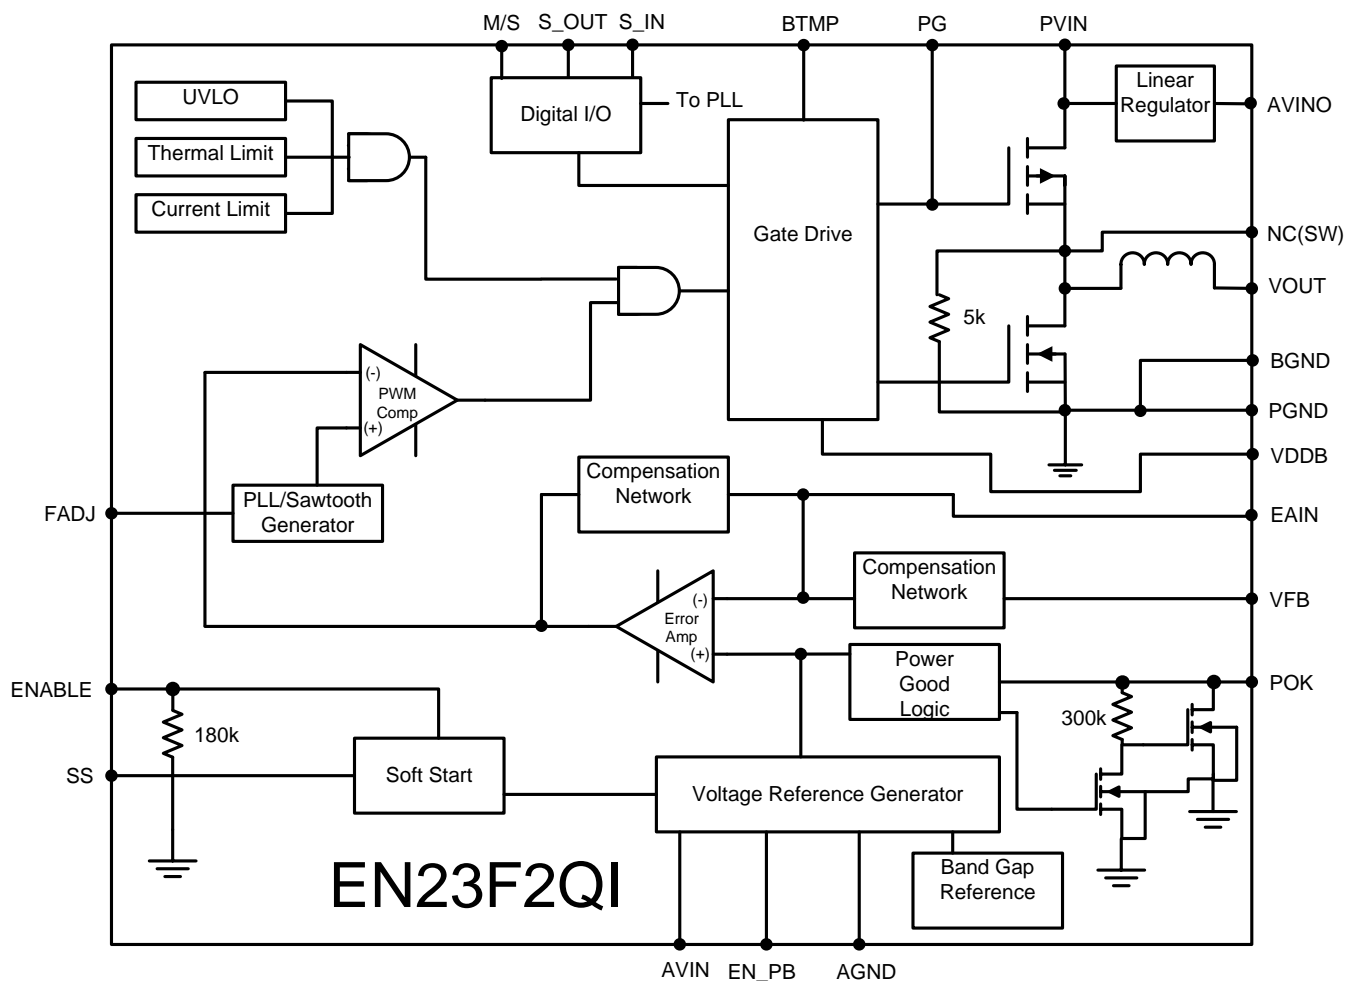 M/S S_OUT S_IN BTMP PG PVIN
UVLO
Thermal Limit
Current Limit
Digital I/O
To PLL
Linear
Regulator
AVINO
Gate Drive
NC(SW)
VOUT
5k
BGND
PGND
VDDB
(-)
PWM
Comp
(+)
PLL/Sawtooth
Generator
FADJ
Compensation
Network
EAIN
Compensation
Network
VFB
(-)
Error
Amp
(+)
Power
Good
Logic
POK
300k
ENABLE
180k
SS
Soft Start
Voltage Reference Generator
Band Gap
Reference
EN23F2QI
AVIN EN_PB AGND